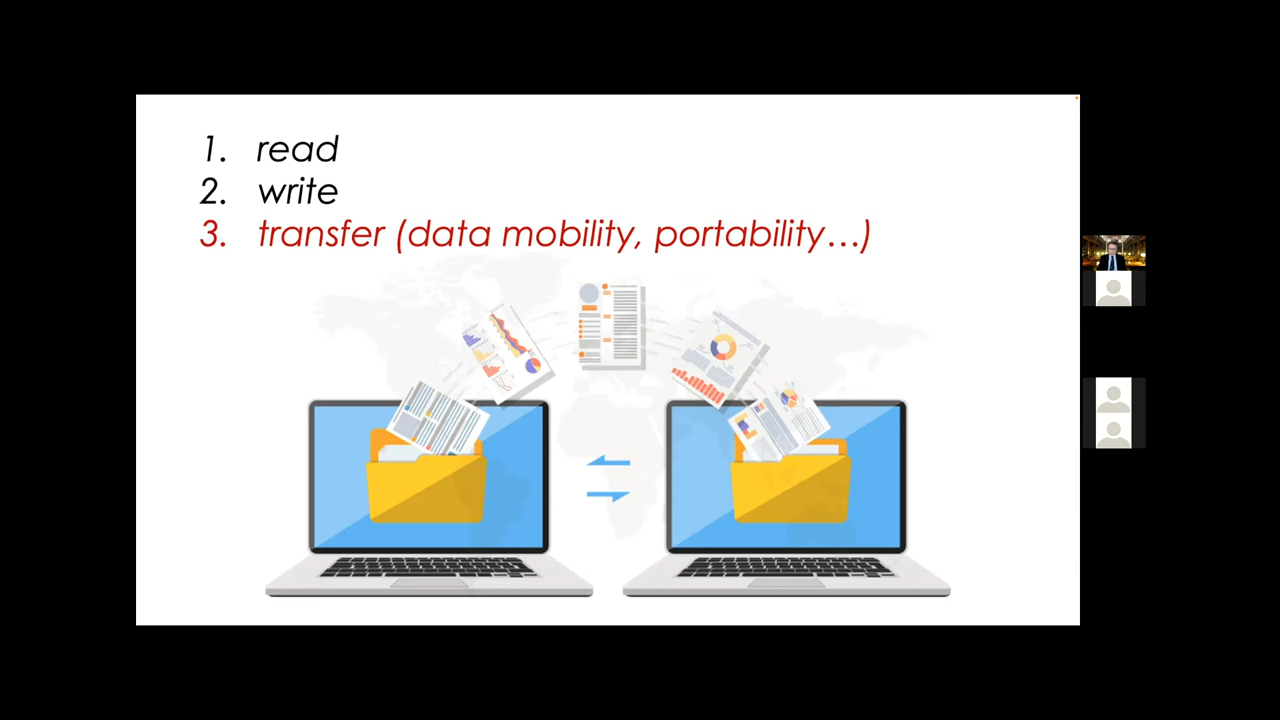 1. read
2. write
3. transfer (data mobility, portability…)